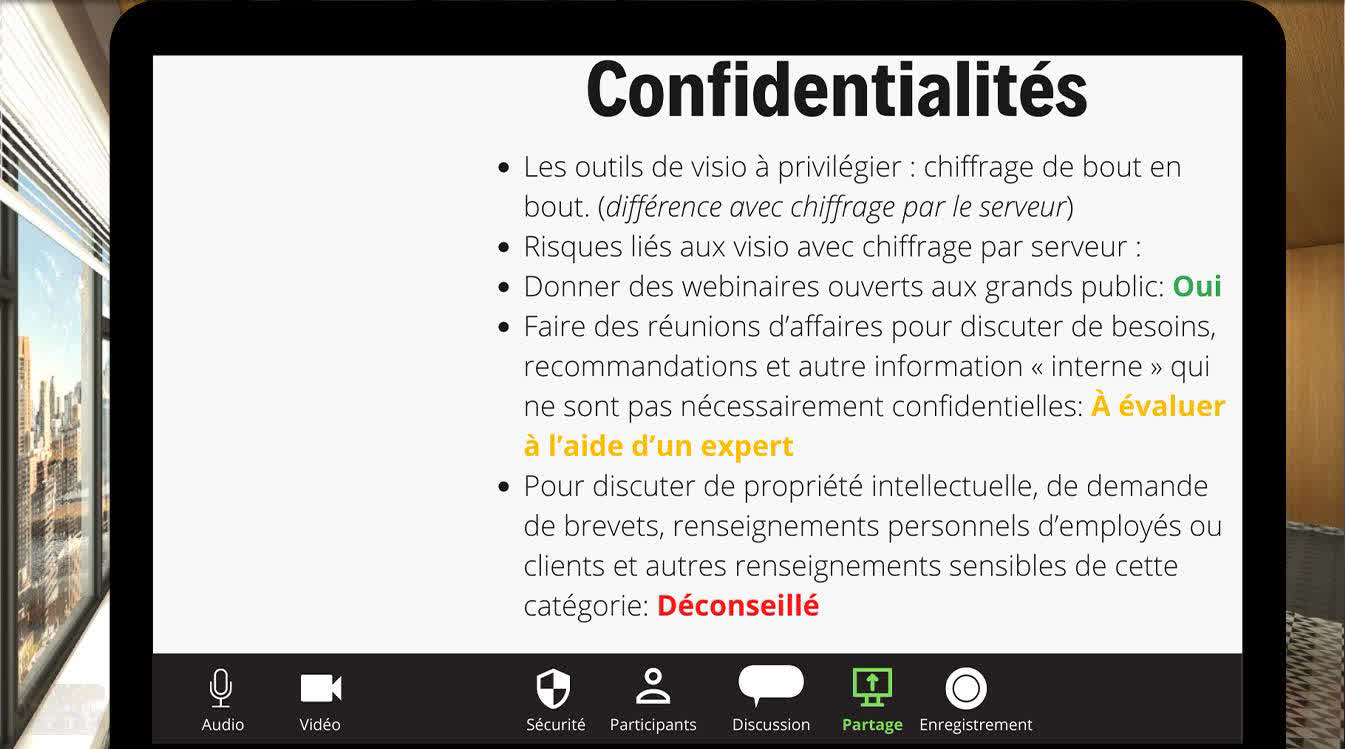 Confidentialités
• Les outils de visio à privilégier : chiffrage de bout en
bout. (différence avec chiffrage par le serveur)
• Risques liés aux visio avec chiffrage par serveur :
• Donner des webinaires ouverts aux grands public: Oui
• Faire des réunions d’affaires pour discuter de besoins,
recommandations et autre information « interne » qui
ne sont pas nécessairement confidentielles: À évaluer
à l’aide d’un expert
• Pour discuter de propriété intellectuelle, de demande
de brevets, renseignements personnels d’employés ou
clients et autres renseignements sensibles de cette
catégorie: Déconseillé
Audio Vidéo Sécurité Participants Discussion Partage Enregistrement